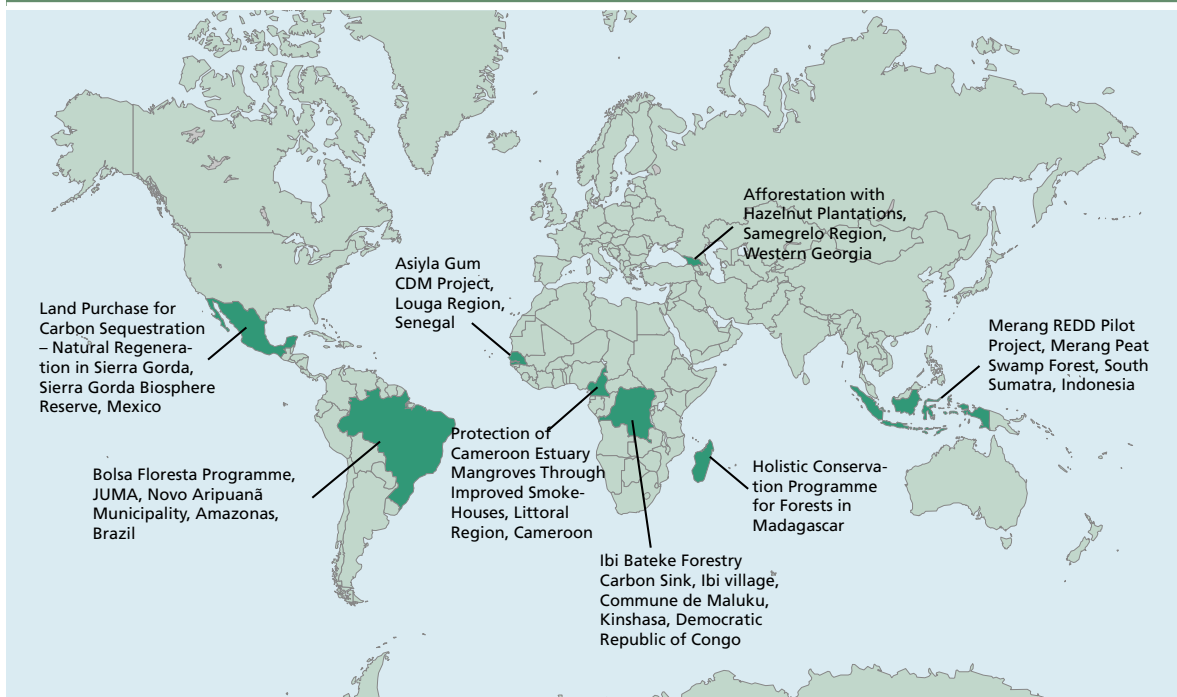 Afforestation with
Hazelnut Plantations,
Samegrelo Region,
Western Georgia
Asiyla Gum
CDM Project,
Louga Region,
Senegal
Land Purchase for
Carbon Sequestration
– Natural Regenera-
tion in Sierra Gorda,
Sierra Gorda Biosphere
Reserve, Mexico
Merang REDD Pilot
Project, Merang Peat
Swamp Forest, South
Sumatra, Indonesia
Bolsa Floresta Programme,
JUMA, Novo Aripuanã
Municipality, Amazonas,
Brazil
Protection of
Cameroon Estuary
Mangroves Through
Improved Smoke-
Houses, Littoral
Region, Cameroon
Holistic Conserva-
tion Programme
for Forests in
Madagascar
Ibi Bateke Forestry
Carbon Sink, Ibi village,
Commune de Maluku,
Kinshasa, Democratic
Republic of Congo